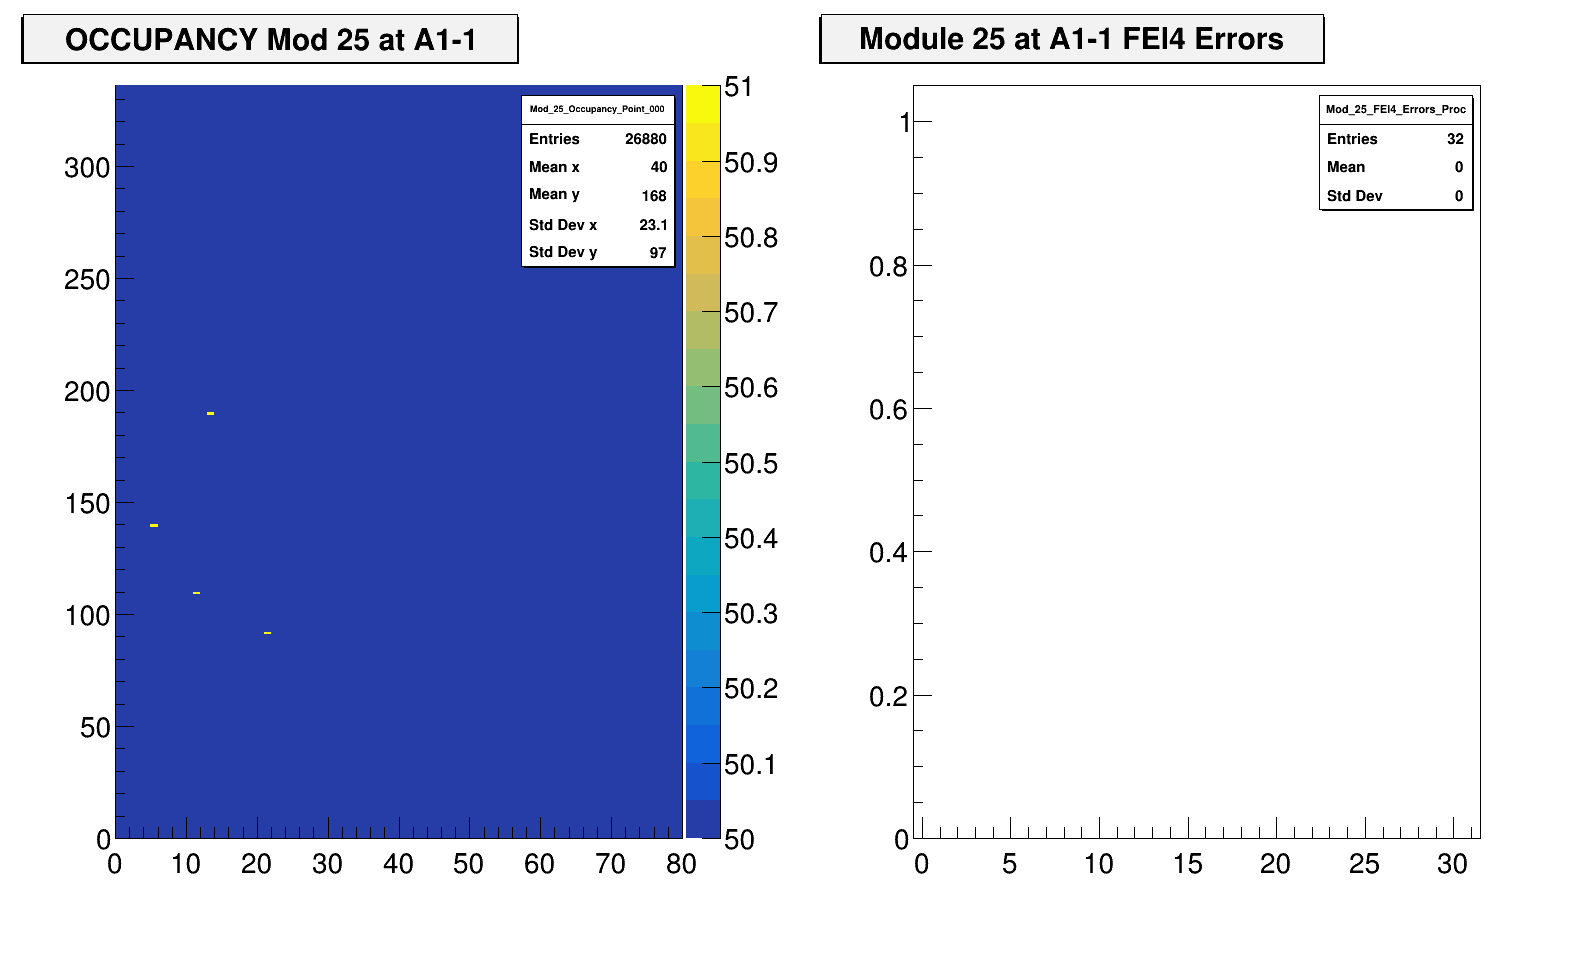 OCCUPANCY Mod 25 at A1-1
Mod_25_Occupancy_Point_000
Entries 26880
Mean x 40
Mean y 168
Std Dev x 23.1
Std Dev y 97
300
250
200
150
100
50
0
0 10 20 30 40 50 60 70 80
51
50.9
50.8
50.7
50.6
50.5
50.4
50.3
50.2
50.1
50
Module 25 at A1-1 FEI4 Errors
Mod_25_FEI4_Errors_Proc
Entries 32
Mean 0
Std Dev 0
1
0.8
0.6
0.4
0.2
0
0 5 10 15 20 25 30